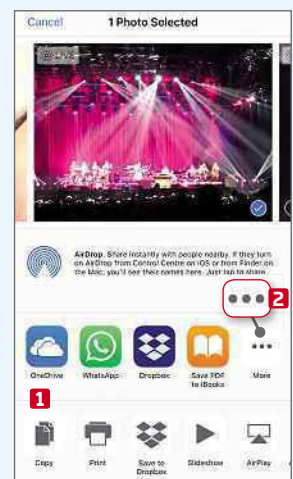 Cancel 1 Photo Selected
LIVE
AirDrop. Share instantly with people nearby. If they turn
on AirDrop from Control Centre on iOS or from Finder on
the Mac, you'll see their names here. Just tap to share.
2
OneDrive WhatsApp Dropbox Save PDF to iBooks More
1
Copy Print Save to Dropbox Slideshow AirPlay